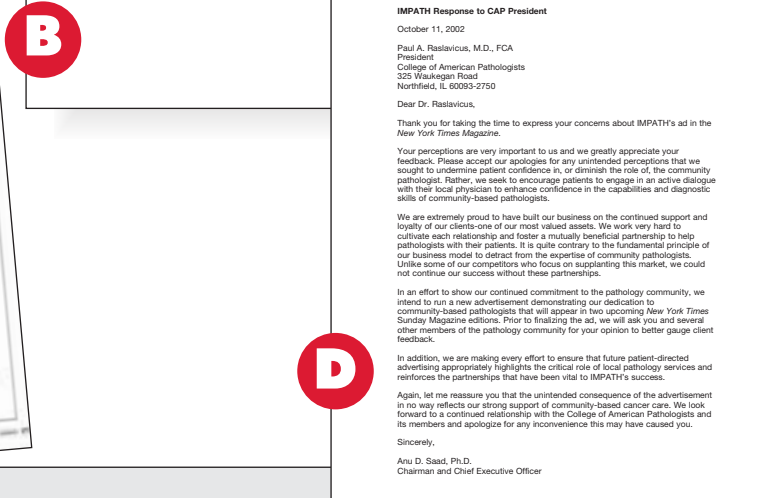 B
IMPATH Response to CAP President
October 11, 2002
Paul A. Raslavicus, M.D., FCA
President
College of American Pathologists
325 Waukegan Road
Northfield, IL 60093-2750
Dear Dr. Raslavicus,
Thank you for taking the time to express your concerns about IMPATH's ad in the
New York Times Magazine.
Your perceptions are very important to us and we greatly appreciate your
feedback. Please accept our apologies for any unintended perceptions that we
sought to undermine patient confidence in, or diminish the role of, the community
pathologist. Rather, we seek to encourage patients to engage in an active dialogue
with their local physician to enhance confidence in the capabilities and diagnostic
skills of community-based pathologists.
We are extremely proud to have built our business on the continued support and
loyalty of our clients-one of our most valued assets. We work very hard to
cultivate each relationship and foster a mutually beneficial partnership to help
pathologists with their patients. It is quite contrary to the fundamental principle of
our business model to detract from the expertise of community pathologists.
Unlike some of our competitors who focus on supplanting this market, we could
not continue our success without these partnerships.
In an effort to show our continued commitment to the pathology community, we
intend to run a new advertisement demonstrating our dedication to
community-based pathologists that will appear in two upcoming New York Times
Sunday Magazine editions. Prior to finalizing the ad, we will ask you and several
other members of the pathology community for your opinion to better gauge client
feedback.
In addition, we are making every effort to ensure that future patient-directed
advertising appropriately highlights the critical role of local pathology services and
reinforces the partnerships that have been vital to IMPATH's success.
Again, let me reassure you that the unintended consequence of the advertisement
in no way reflects our strong support of community-based cancer care. We look
forward to a continued relationship with the College of American Pathologists and
its members and apologize for any inconvenience this may have caused you.
Sincerely,
Anu D. Saad, Ph.D.
Chairman and Chief Executive Officer
D